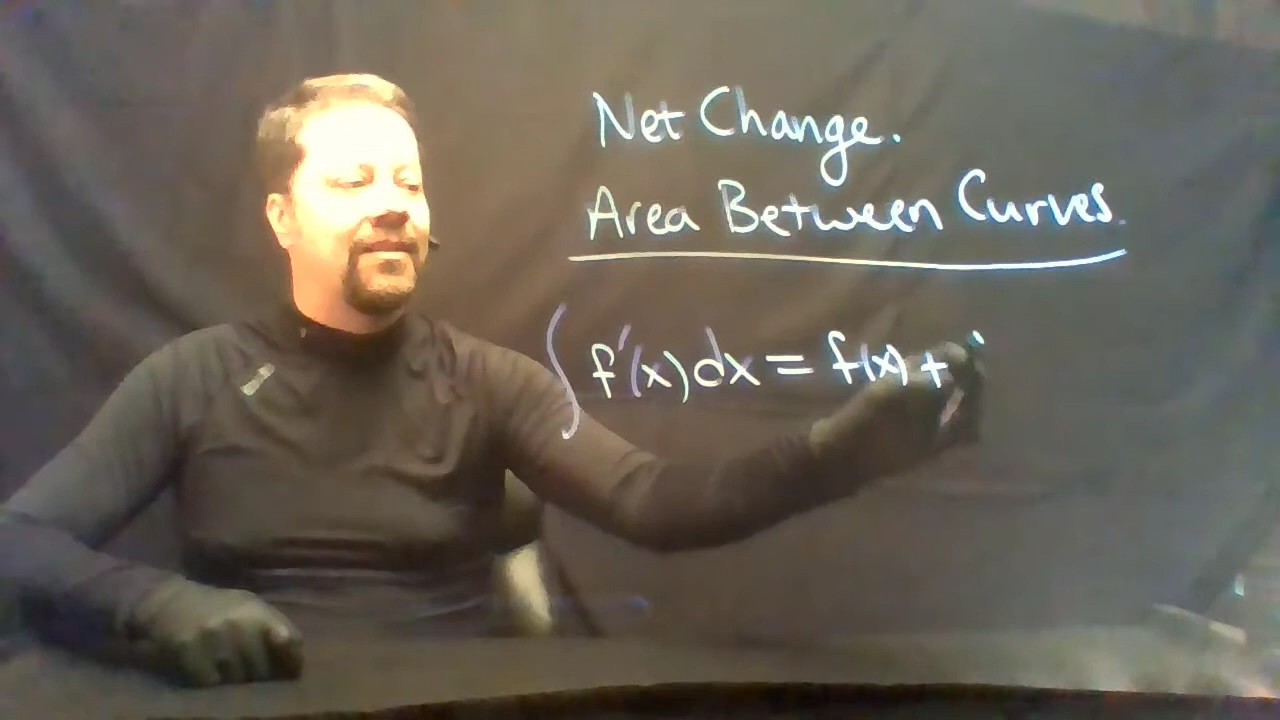 Net Change.
Area Between Curves.
∫ f'(x) dx = f(x) +